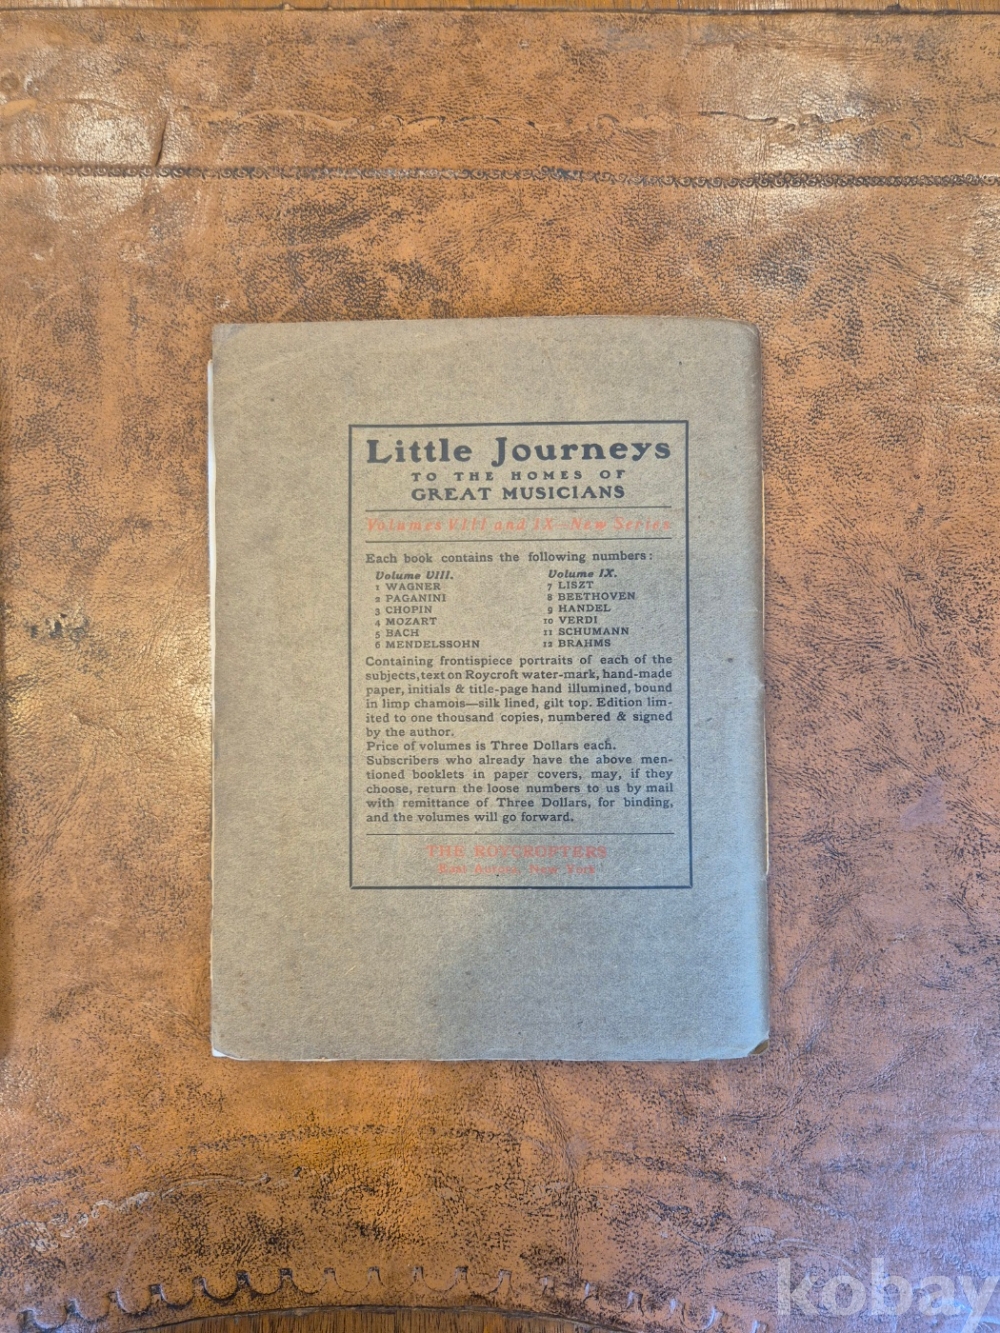 Little Journeys
TO THE HOMES OF
GREAT MUSICIANS
Volumes VIII and IX—New Series
Each book contains the following numbers:
Volume VIII.
1 WAGNER
2 PAGANINI
3 CHOPIN
4 MOZART
5 BACH
6 MENDELSSOHN
Volume IX.
7 LISZT
8 BEETHOVEN
9 HANDEL
10 VERDI
11 SCHUMANN
12 BRAHMS
Containing frontispiece portraits of each of the
subjects, text on Roycroft water-mark, hand-made
paper, initials & title-page hand illumined, bound
in limp chamois—silk lined, gilt top. Edition lim-
ited to one thousand copies, numbered & signed
by the author.
Price of volumes is Three Dollars each.
Subscribers who already have the above men-
tioned booklets in paper covers, may, if they
choose, return the loose numbers to us by mail
with remittance of Three Dollars, for binding,
and the volumes will go forward.
THE ROYCROFTERS
East Aurora, New York
kobay